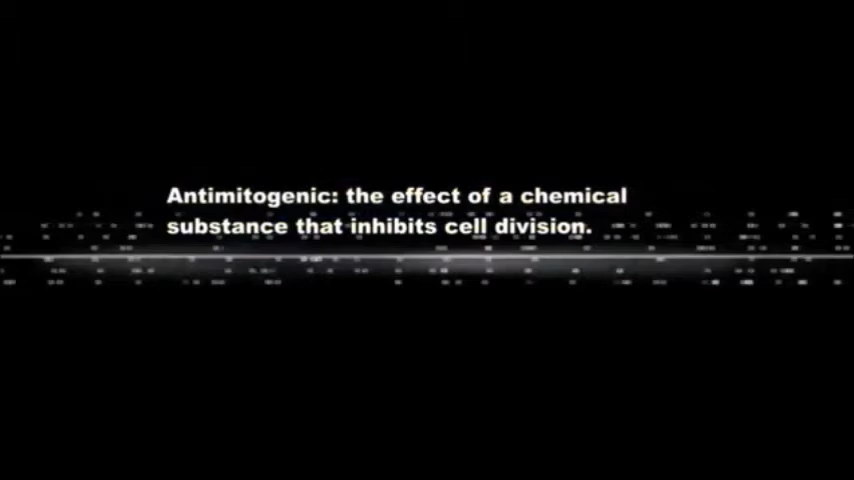 Antimitogenic: the effect of a chemical
substance that inhibits cell division.